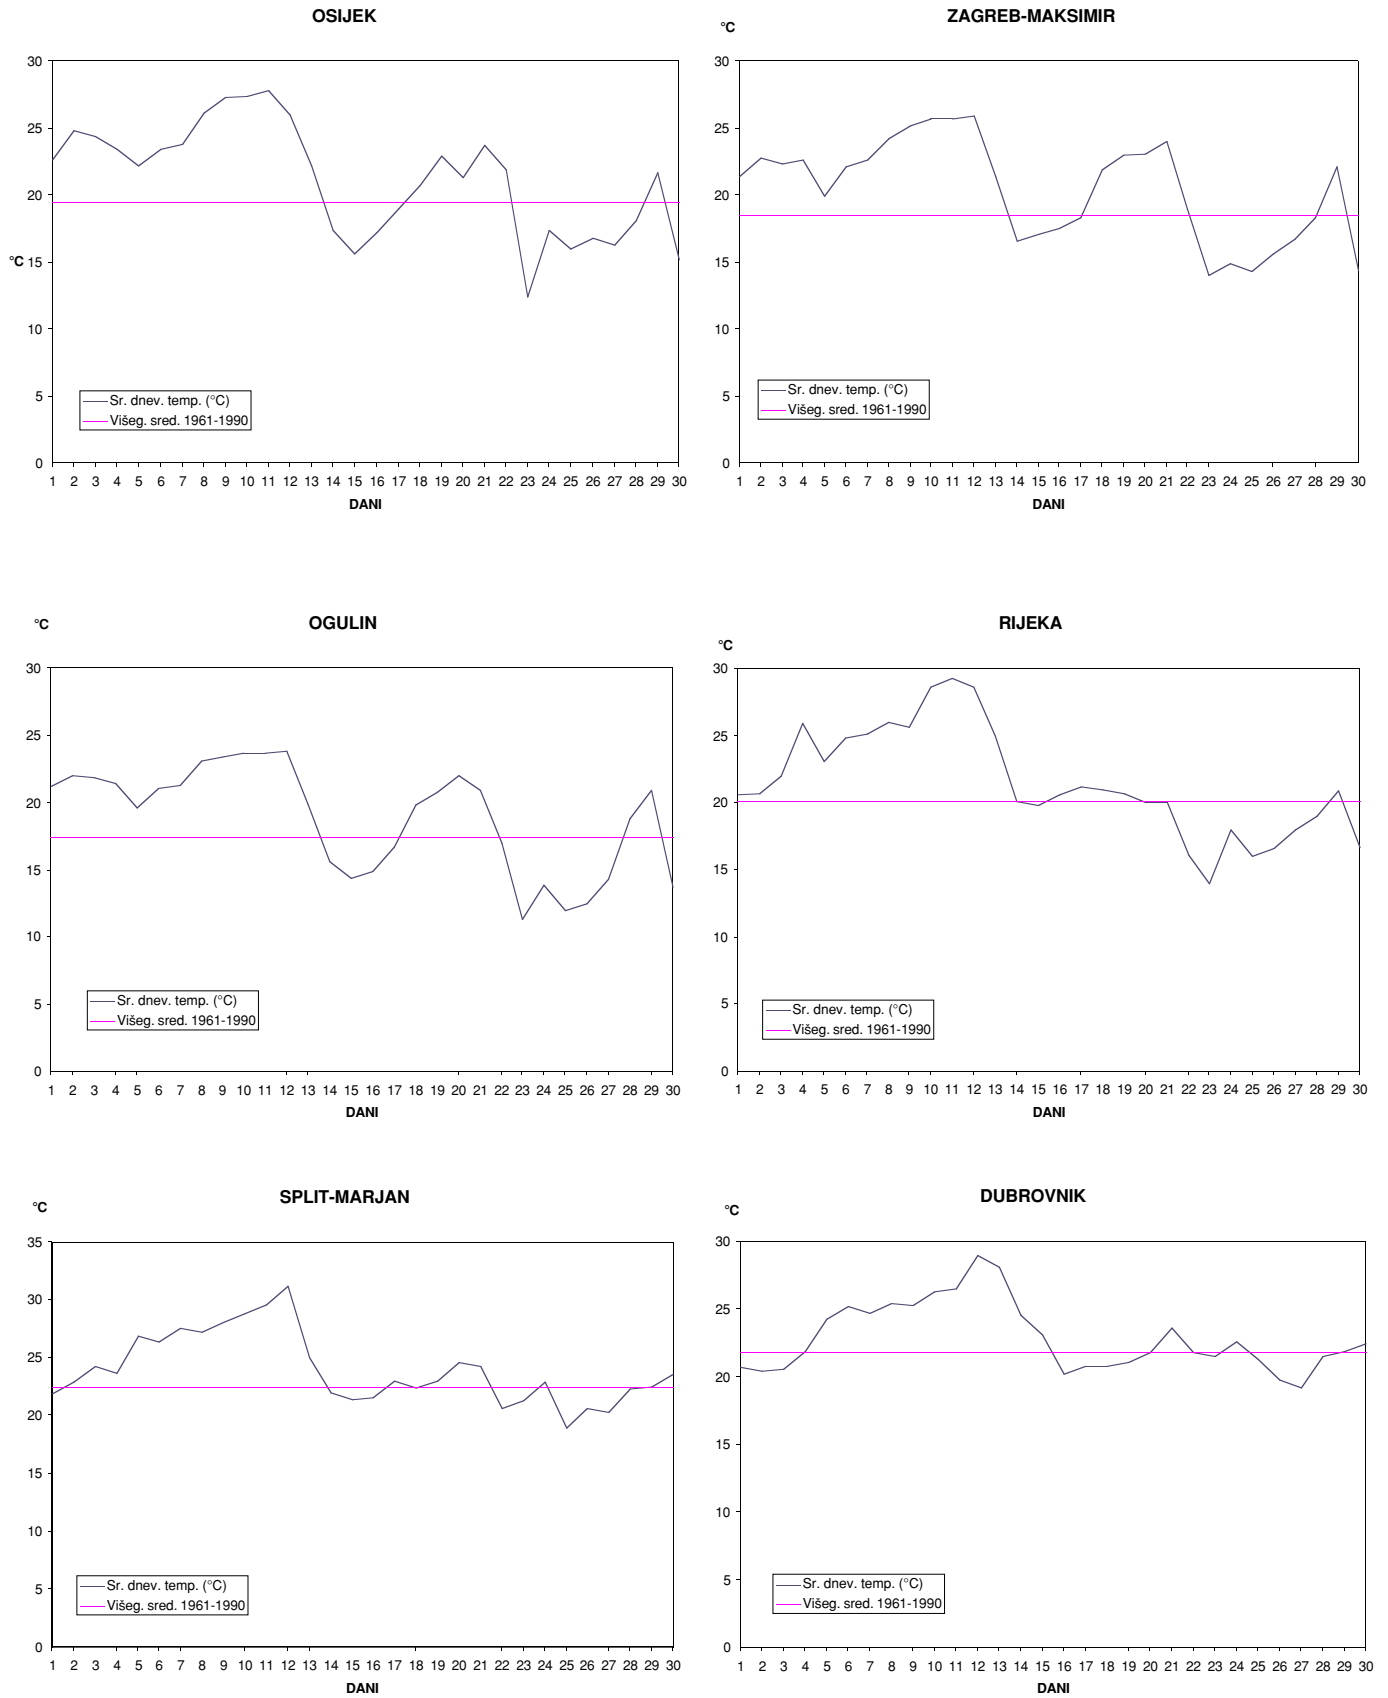 OSIJEK
30
25
20
°C 15
10
5
0
Sr. dnev. temp. (°C)
Višeg. sred. 1961-1990
1 2 3 4 5 6 7 8 9 10 11 12 13 14 15 16 17 18 19 20 21 22 23 24 25 26 27 28 29 30
DANI
ZAGREB-MAKSIMIR
°C
30
25
20
15
10
5
0
Sr. dnev. temp. (°C)
Višeg. sred. 1961-1990
1 2 3 4 5 6 7 8 9 10 11 12 13 14 15 16 17 18 19 20 21 22 23 24 25 26 27 28 29 30
DANI
°C
OGULIN
30
25
20
15
10
5
0
Sr. dnev. temp. (°C)
Višeg. sred. 1961-1990
1 2 3 4 5 6 7 8 9 10 11 12 13 14 15 16 17 18 19 20 21 22 23 24 25 26 27 28 29 30
DANI
RIJEKA
°C
30
25
20
15
10
5
0
Sr. dnev. temp. (°C)
Višeg. sred. 1961-1990
1 2 3 4 5 6 7 8 9 10 11 12 13 14 15 16 17 18 19 20 21 22 23 24 25 26 27 28 29 30
DANI
SPLIT-MARJAN
°C
35
30
25
20
15
10
5
0
Sr. dnev. temp. (°C)
Višeg. sred. 1961-1990
1 2 3 4 5 6 7 8 9 10 11 12 13 14 15 16 17 18 19 20 21 22 23 24 25 26 27 28 29 30
DANI
DUBROVNIK
°C
30
25
20
15
10
5
0
Sr. dnev. temp. (°C)
Višeg. sred. 1961-1990
1 2 3 4 5 6 7 8 9 10 11 12 13 14 15 16 17 18 19 20 21 22 23 24 25 26 27 28 29 30
DANI